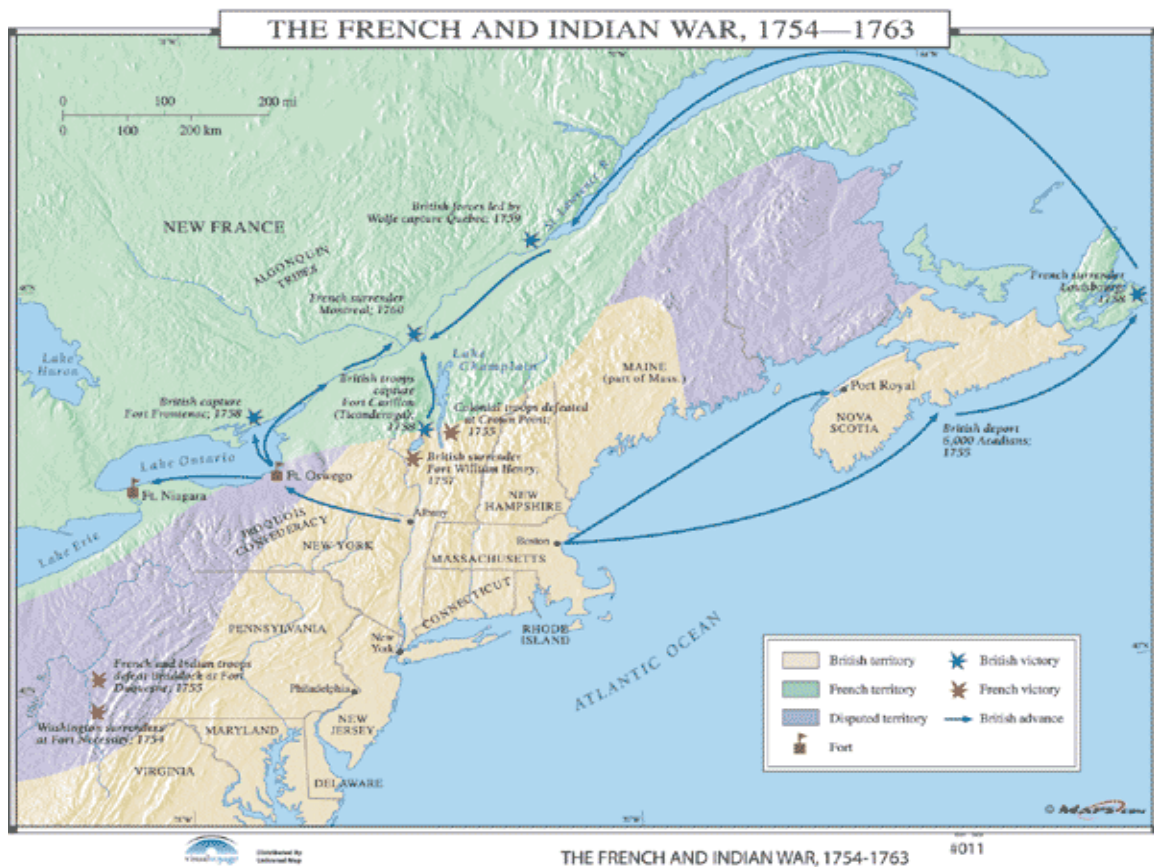 THE FRENCH AND INDIAN WAR, 1754—1763
0 100 200 mi
0 100 200 km
NEW FRANCE
ALGONQUIN
TRIBES
British forces led by
Wolfe capture Quebec; 1759
St. Lawrence R.
French surrender
Montreal; 1760
French surrender
Louisbourg;
1758
Lake
Huron
Lake
Champlain
MAINE
(part of Mass.)
Port Royal
NOVA
SCOTIA
British deport
6,000 Acadians;
1755
British capture
Fort Frontenac; 1758
British troops
capture
Fort Carillon
(Ticonderoga);
1758
Colonial troops defeated
at Crown Point;
1755
British surrender
Fort William Henry;
1757
Lake Ontario
Ft. Oswego
Ft. Niagara
Lake Erie
IROQUOIS
CONFEDERACY
NEW YORK
Albany
NEW
HAMPSHIRE
Boston
MASSACHUSETTS
CONNECTICUT
RHODE
ISLAND
PENNSYLVANIA
New
York
French and Indian troops
defeat Braddock at Fort
Duquesne; 1755
Washington surrenders
at Fort Necessity; 1754
Philadelphia
NEW
JERSEY
MARYLAND
DELAWARE
VIRGINIA
ATLANTIC OCEAN
British territory
French territory
Disputed territory
Fort
British victory
French victory
British advance
© MAPS.com
Distributed By
Universal Map
THE FRENCH AND INDIAN WAR, 1754-1763
#011